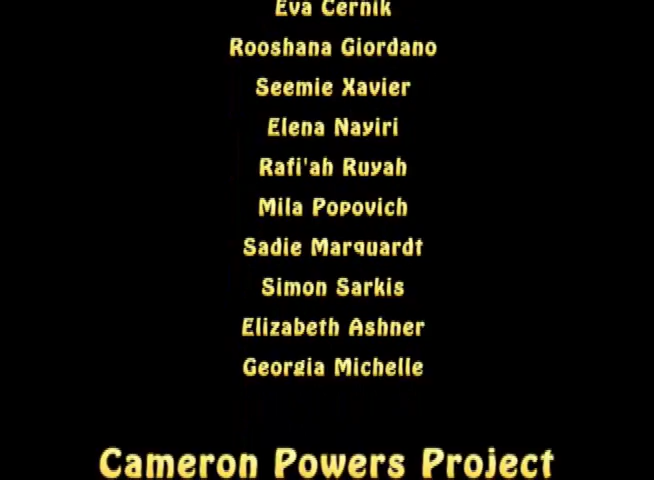 Eva Cernik
Rooshana Giordano
Seemie Xavier
Elena Nayiri
Rafi'ah Ruyah
Mila Popovich
Sadie Marquardt
Simon Sarkis
Elizabeth Ashner
Georgia Michelle
Cameron Powers Project